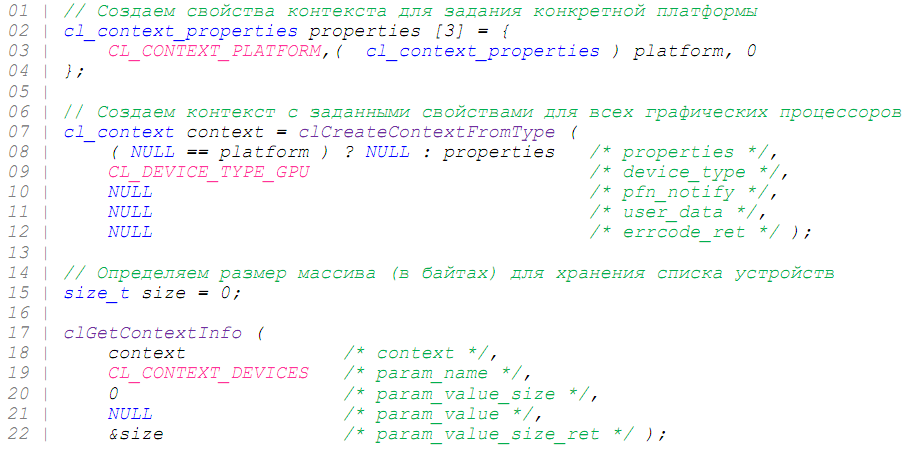 01 | // Создаем свойства контекста для задания конкретной платформы
02 | cl_context_properties properties [3] = {
03 |     CL_CONTEXT_PLATFORM,(  cl_context_properties ) platform, 0
04 | };
05 |
06 | // Создаем контекст с заданными свойствами для всех графических процессоров
07 | cl_context context = clCreateContextFromType (
08 |     ( NULL == platform ) ? NULL : properties   /* properties */,
09 |     CL_DEVICE_TYPE_GPU                         /* device_type */,
10 |     NULL                                       /* pfn_notify */,
11 |     NULL                                       /* user_data */,
12 |     NULL                                       /* errcode_ret */ );
13 |
14 | // Определяем размер массива (в байтах) для хранения списка устройств
15 | size_t size = 0;
16 |
17 | clGetContextInfo (
18 |     context              /* context */,
19 |     CL_CONTEXT_DEVICES   /* param_name */,
20 |     0                    /* param_value_size */,
21 |     NULL                 /* param_value */,
22 |     &size                /* param_value_size_ret */ );